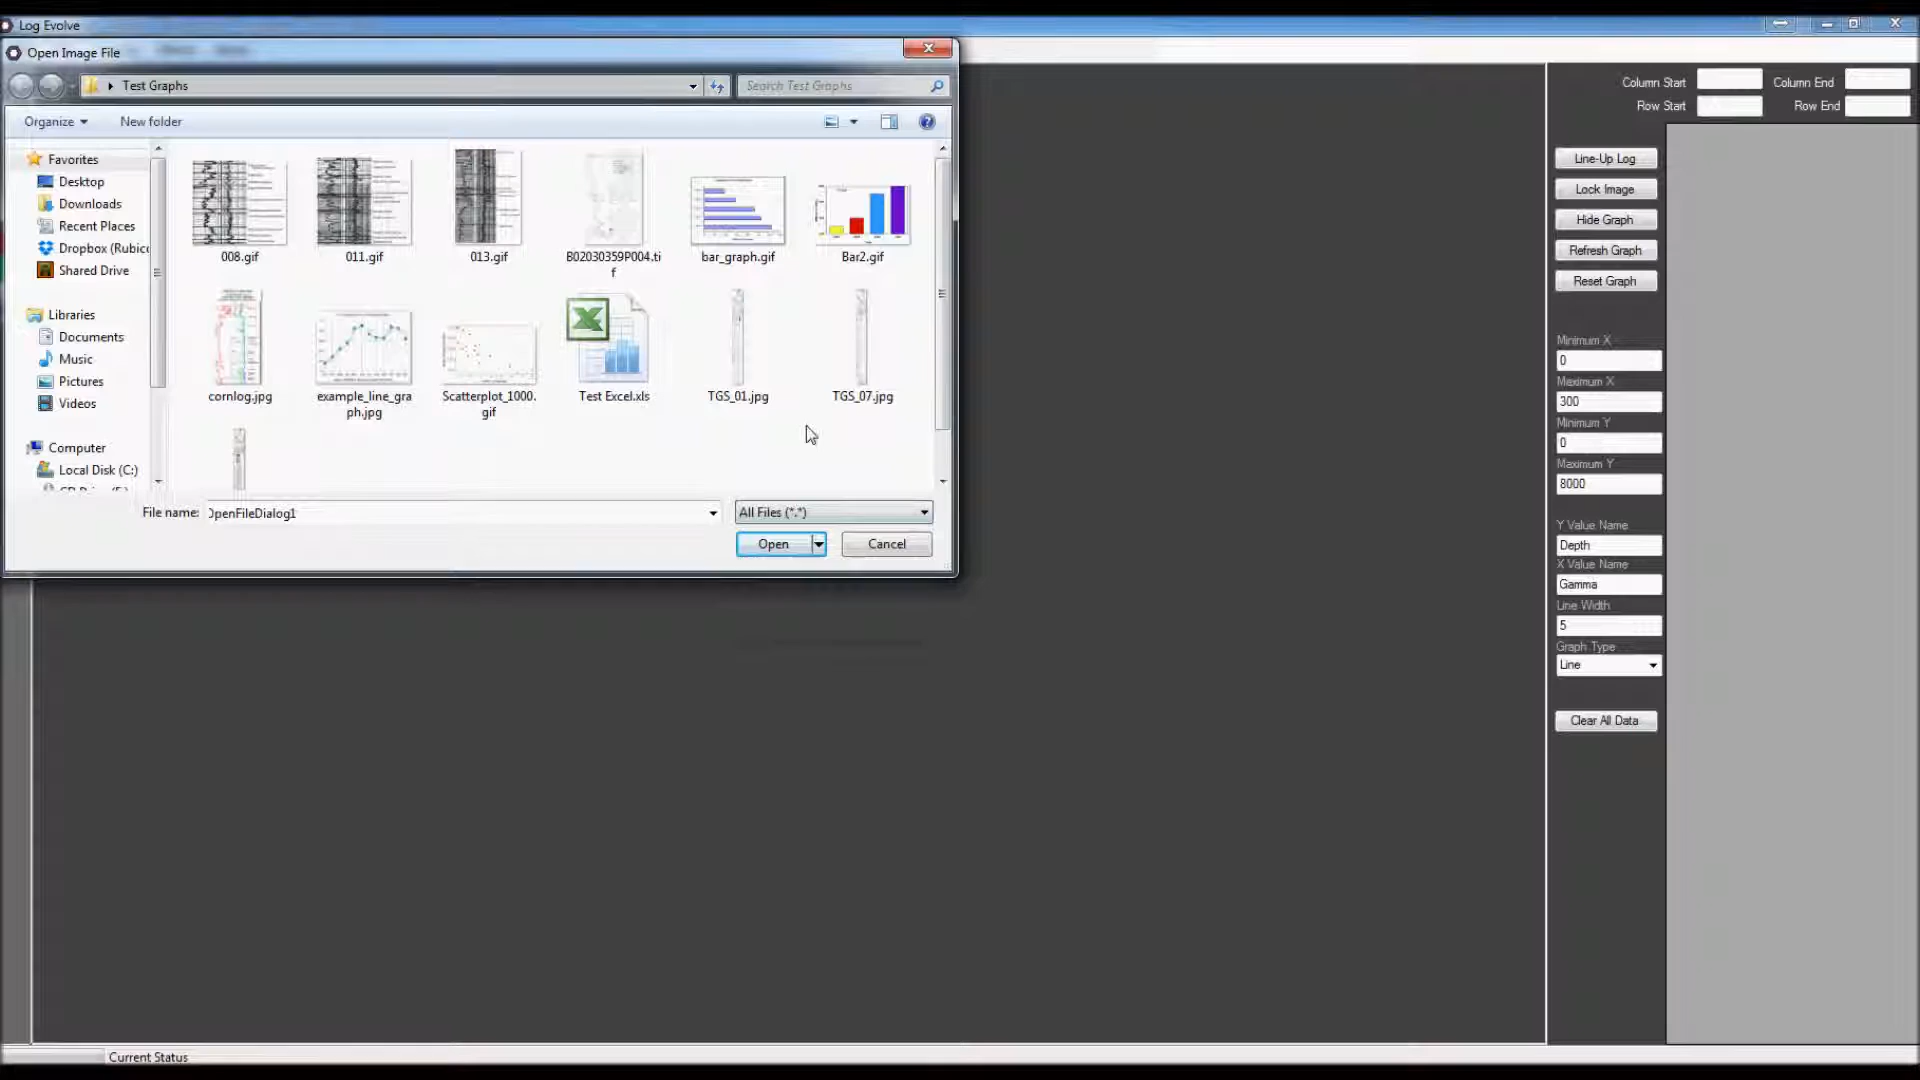 Log Evolve
Open Image File
Test Graphs
Search Test Graphs
Organize
New folder
Favorites
Desktop
Downloads
Recent Places
Dropbox (Rubico
Shared Drive
Libraries
Documents
Music
Pictures
Videos
Computer
Local Disk (C:)
008.gif
011.gif
013.gif
B02030359P004.ti
f
bar_graph.gif
Bar2.gif
cornlog.jpg
example_line_gra
ph.jpg
Scatterplot_1000.
gif
Test Excel.xls
TGS_01.jpg
TGS_07.jpg
File name:
OpenFileDialog1
All Files (*.*)
Open
Cancel
Column Start
Column End
Row Start
Row End
Line-Up Log
Lock Image
Hide Graph
Refresh Graph
Reset Graph
Minimum X
0
Maximum X
300
Minimum Y
0
Maximum Y
8000
Y Value Name
Depth
X Value Name
Gamma
Line Width
5
Graph Type
Line
Clear All Data
Current Status